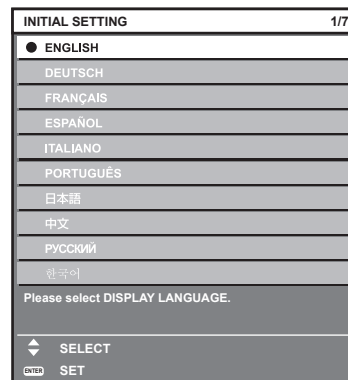 INITIAL SETTING 1/7
ENGLISH
DEUTSCH
FRANÇAIS
ESPAÑOL
ITALIANO
PORTUGUÊS
日本語
中文
РУССКИЙ
한국어
Please select DISPLAY LANGUAGE.
SELECT
ENTER SET